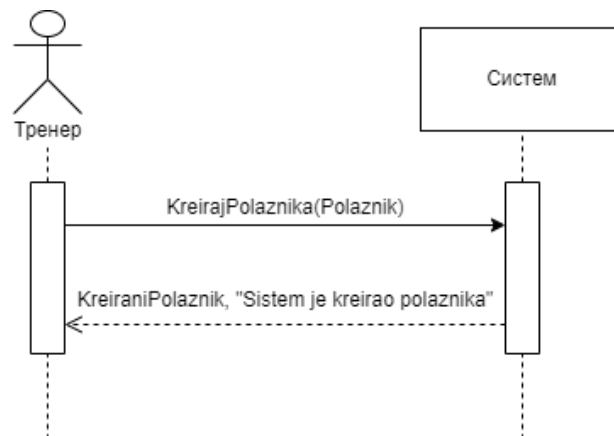 Систем
Тренер
KreirajPolaznika(Polaznik)
KreiraniPolaznik, "Sistem je kreirao polaznika"